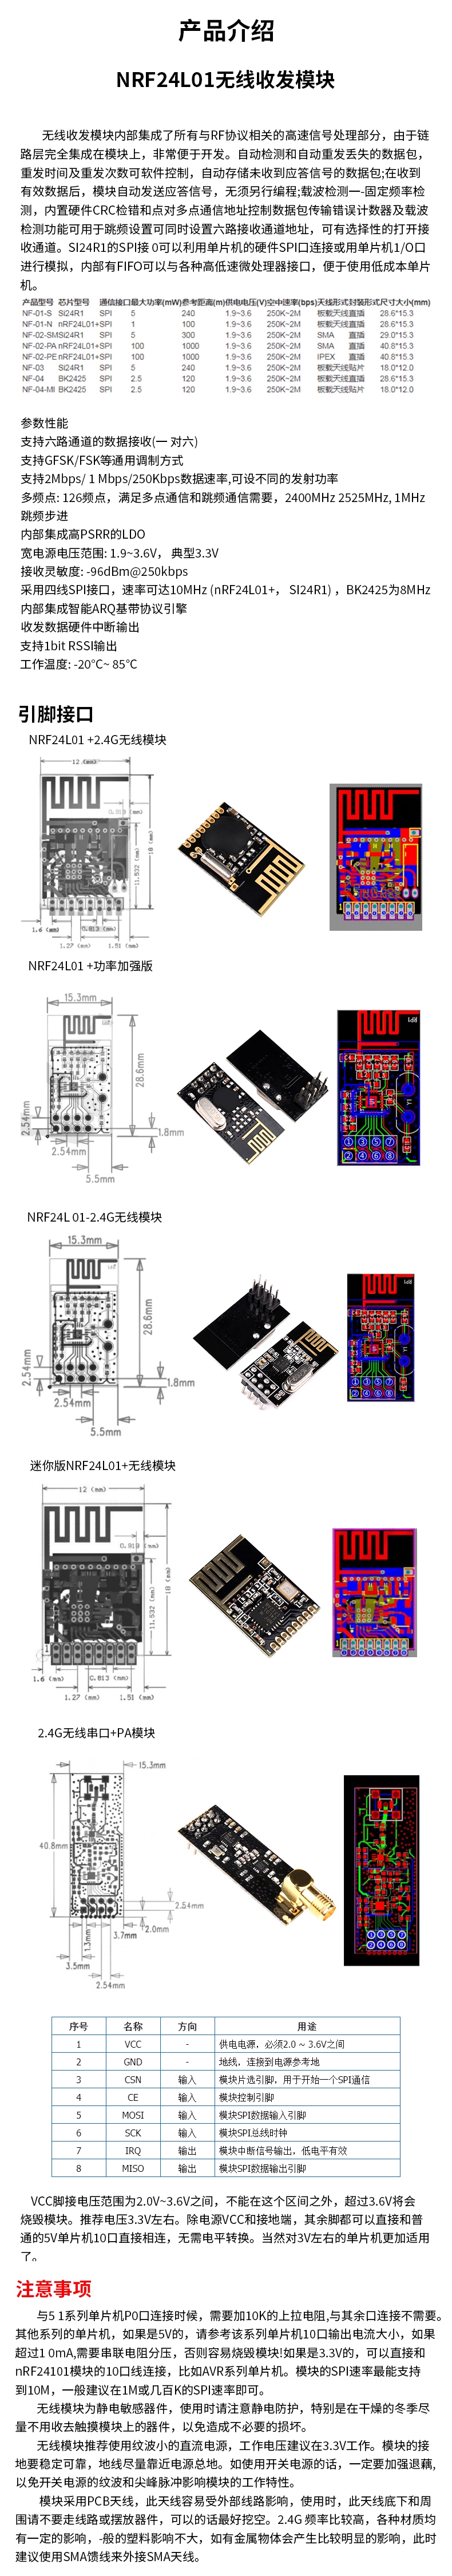 产品介绍
NRF24L01无线收发模块
无线收发模块内部集成了所有与RF协议相关的高速信号处理部分，由于链
路层完全集成在模块上，非常便于开发。自动检测和自动重发丢失的数据包，
重发时间及重发次数可软件控制，自动存储未收到应答信号的数据包;在收到
有效数据后，模块自动发送应答信号，无须另行编程;载波检测一-固定频率检
测，内置硬件CRC检错和点对多点通信地址控制数据包传输错误计数器及载波
检测功能可用于跳频设置可同时设置六路接收通道地址，可有选择性的打开接
收通道。SI24R1的SPI接 0可以利用单片机的硬件SPI口连接或用单片机1/O口
进行模拟，内部有FIFO可以与各种高低速微处理器接口，便于使用低成本单片
机。
产品型号 芯片型号 通信接口 最大功率(mW) 参考距离(m) 供电电压(V) 空中速率(bps) 天线形式 封装形式 尺寸大小(mm)
NF-01-S SI24R1 SPI 5 240 1.9~3.6 250K~2M 板载天线 直插 28.6*15.3
NF-01-N nRF24L01+ SPI 1 100 1.9~3.6 250K~2M 板载天线 直插 28.6*15.3
NF-02-SM SI24R1 SPI 5 300 1.9~3.6 250K~2M SMA 直插 29.0*15.3
NF-02-PA nRF24L01+ SPI 100 1000 1.9~3.6 250K~2M SMA 直插 40.8*15.3
NF-02-PE nRF24L01+ SPI 100 1000 1.9~3.6 250K~2M IPEX 直插 40.8*15.3
NF-03 SI24R1 SPI 5 240 1.9~3.6 250K~2M 板载天线 贴片 18.0*12.0
NF-04 BK2425 SPI 2.5 120 1.9~3.6 250K~2M 板载天线 直插 28.6*15.3
NF-04-MI BK2425 SPI 2.5 120 1.9~3.6 250K~2M 板载天线 贴片 18.0*12.0
参数性能
支持六路通道的数据接收(一 对六)
支持GFSK/FSK等通用调制方式
支持2Mbps/ 1 Mbps/250Kbps数据速率,可设不同的发射功率
多频点: 126频点，满足多点通信和跳频通信需要，2400MHz 2525MHz, 1MHz
跳频步进
内部集成高PSRR的LDO
宽电源电压范围: 1.9~3.6V， 典型3.3V
接收灵敏度: -96dBm@250kbps
采用四线SPI接口，速率可达10MHz (nRF24L01+， SI24R1) ，BK2425为8MHz
内部集成智能ARQ基带协议引擎
收发数据硬件中断输出
支持1bit RSSI输出
工作温度: -20℃~ 85℃
引脚接口
NRF24L01 +2.4G无线模块
12 (mm)
0.919 (mm)
11.532 (mm)
18 (mm)
1.6 (mm)
0.813 (mm)
1.27 (mm)
1.51 (mm)
NRF24L01 +功率加强版
15.3mm
28.6mm
2.54mm
1.8mm
2.54mm
5.5mm
NRF24L 01-2.4G无线模块
15.3mm
28.6mm
2.54mm
1.8mm
2.54mm
5.5mm
迷你版NRF24L01+无线模块
12 (mm)
0.919 (mm)
11.532 (mm)
18 (mm)
1.6 (mm)
0.813 (mm)
1.27 (mm)
1.51 (mm)
2.4G无线串口+PA模块
15.3mm
40.8mm
2.54mm
2.0mm
3.7mm
1.3mm
3.5mm
2.54mm
序号 名称 方向 用途
1 VCC - 供电电源，必须2.0 ~ 3.6V之间
2 GND - 地线，连接到电源参考地
3 CSN 输入 模块片选引脚，用于开始一个SPI通信
4 CE 输入 模块控制引脚
5 MOSI 输入 模块SPI数据输入引脚
6 SCK 输入 模块SPI总线时钟
7 IRQ 输出 模块中断信号输出，低电平有效
8 MISO 输出 模块SPI数据输出引脚
VCC脚接电压范围为2.0V~3.6V之间，不能在这个区间之外，超过3.6V将会
烧毁模块。推荐电压3.3V左右。除电源VCC和接地端，其余脚都可以直接和普
通的5V单片机10口直接相连，无需电平转换。当然对3V左右的单片机更加适用
了。
注意事项
与5 1系列单片机P0口连接时候，需要加10K的上拉电阻,与其余口连接不需要。
其他系列的单片机，如果是5V的，请参考该系列单片机10口输出电流大小，如果
超过1 0mA,需要串联电阻分压，否则容易烧毁模块!如果是3.3V的，可以直接和
nRF24101模块的10口线连接，比如AVR系列单片机。模块的SPI速率最能支持
到10M，一般建议在1M或几百K的SPI速率即可。
无线模块为静电敏感器件，使用时请注意静电防护，特别是在干燥的冬季尽
量不用收去触摸模块上的器件，以免造成不必要的损坏。
无线模块推荐使用纹波小的直流电源，工作电压建议在3.3V工作。模块的接
地要稳定可靠，地线尽量靠近电源总地。如使用开关电源的话，一定要加强退藕，
以免开关电源的纹波和尖峰脉冲影响模块的工作特性。
模块采用PCB天线，此天线容易受外部线路影响，使用时，此天线底下和周
围请不要走线路或摆放器件，可以的话最好挖空。2.4G 频率比较高，各种材质均
有一定的影响，-般的塑料影响不大，如有金属物体会产生比较明显的影响，此时
建议使用SMA馈线来外接SMA天线。